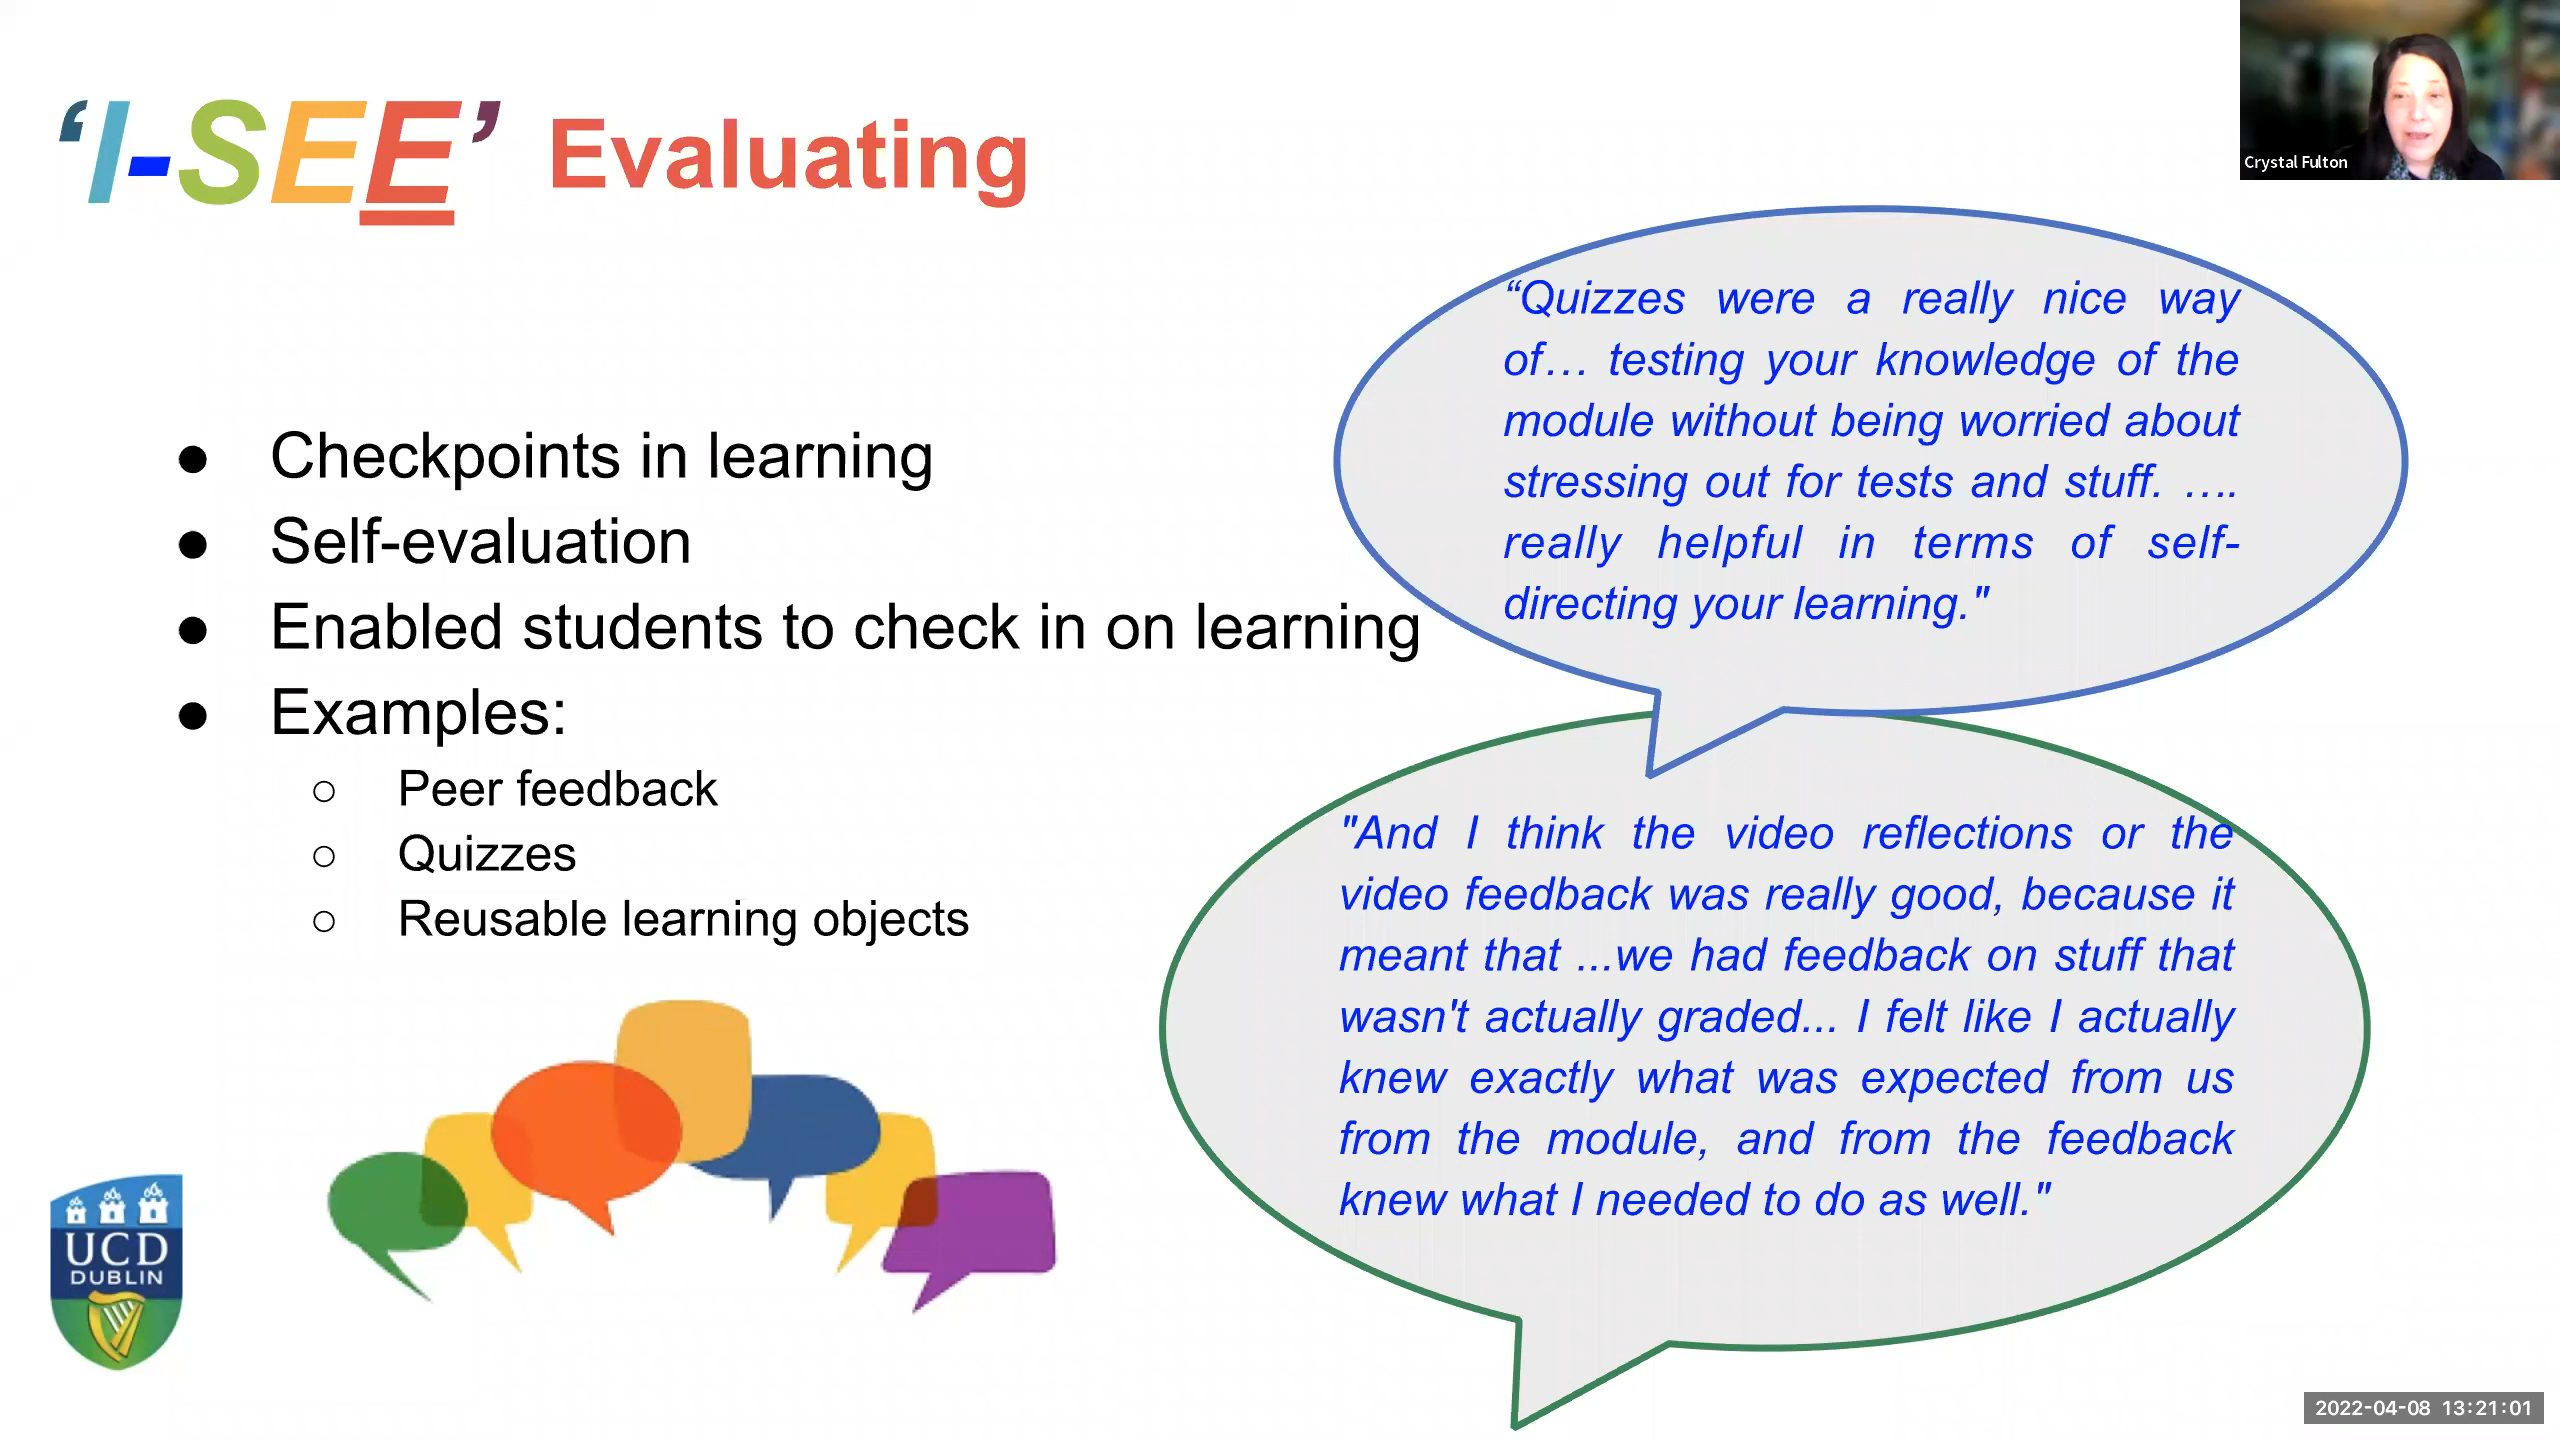 ‘I-SEE’ Evaluating
Crystal Fulton
● Checkpoints in learning
● Self-evaluation
● Enabled students to check in on learning
● Examples:
○ Peer feedback
○ Quizzes
○ Reusable learning objects
“Quizzes were a really nice way
of… testing your knowledge of the
module without being worried about
stressing out for tests and stuff. ….
really helpful in terms of self-
directing your learning."
"And I think the video reflections or the
video feedback was really good, because it
meant that ...we had feedback on stuff that
wasn't actually graded... I felt like I actually
knew exactly what was expected from us
from the module, and from the feedback
knew what I needed to do as well."
UCD
DUBLIN
2022-04-08 13:21:01